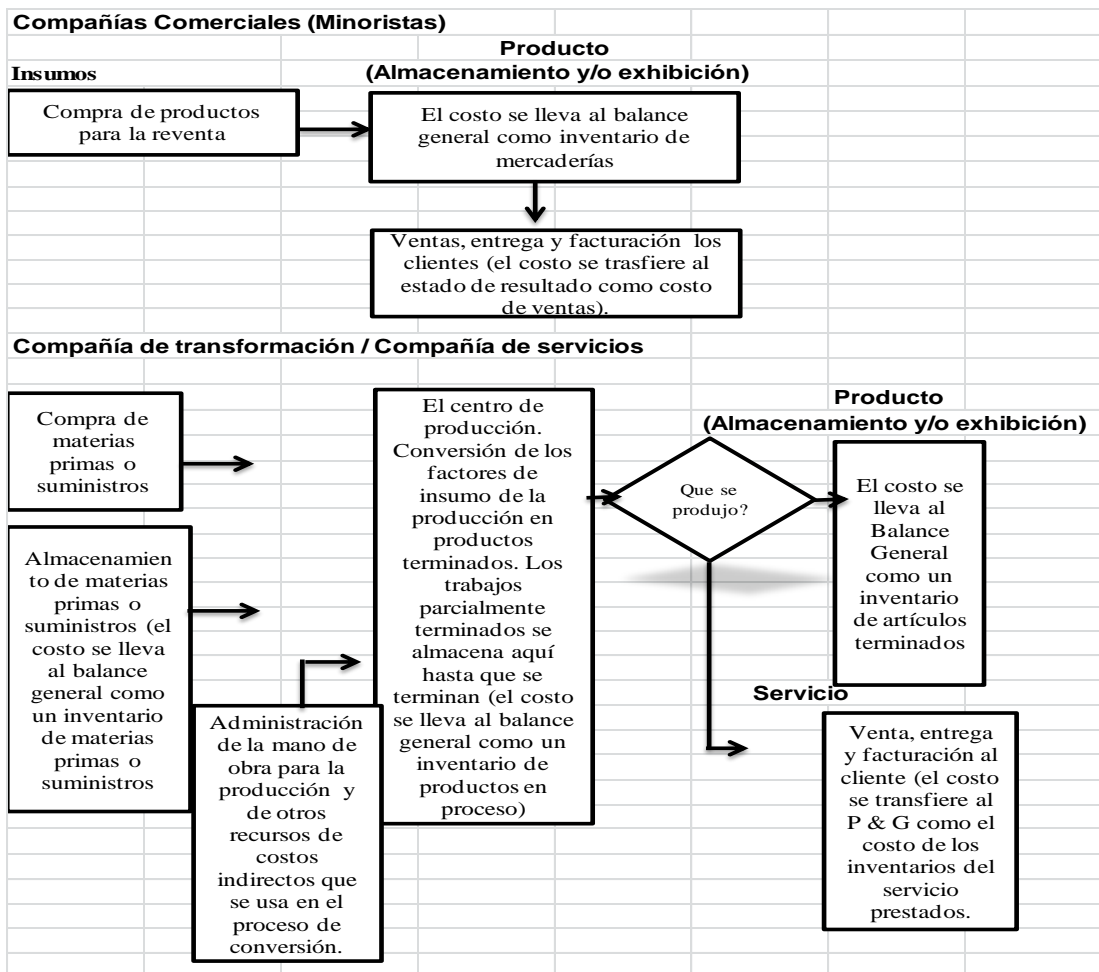 Compañías Comerciales (Minoristas)
Producto
(Almacenamiento y/o exhibición)
Insumos
Compra de productos
para la reventa
El costo se lleva al balance
general como inventario de
mercaderías
Ventas, entrega y facturación los
clientes (el costo se trasfiere al
estado de resultado como costo
de ventas).
Compañía de transformación / Compañía de servicios
Compra de
materias
primas o
suministros
Almacenamien
to de materias
primas o
suministros (el
costo se lleva
al balance
general como
un inventario
de materias
primas o
suministros
Administración
de la mano de
obra para la
producción y
de otros
recursos de
costos
indirectos que
se usa en el
proceso de
conversión.
El centro de
producción.
Conversión de los
factores de
insumo de la
producción en
productos
terminados. Los
trabajos
parcialmente
terminados se
almacena aquí
hasta que se
terminan (el costo
se lleva al balance
general como un
inventario de
productos en
proceso)
Que se
produjo?
Producto
(Almacenamiento y/o exhibición)
El costo se
lleva al
Balance
General
como un
inventario
de artículos
terminados
Servicio
Venta, entrega
y facturación al
cliente (el costo
se transfiere al
P & G como el
costo de los
inventarios del
servicio
prestados.